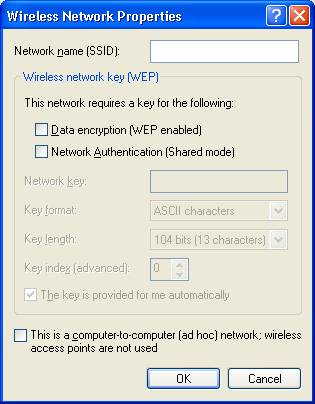 Wireless Network Properties
Network name (SSID):
Wireless network key (WEP)
This network requires a key for the following:
Data encryption (WEP enabled)
Network Authentication (Shared mode)
Network key:
Key format: ASCII characters
Key length: 104 bits (13 characters)
Key index (advanced): 0
The key is provided for me automatically
This is a computer-to-computer (ad hoc) network; wireless
access points are not used
OK Cancel